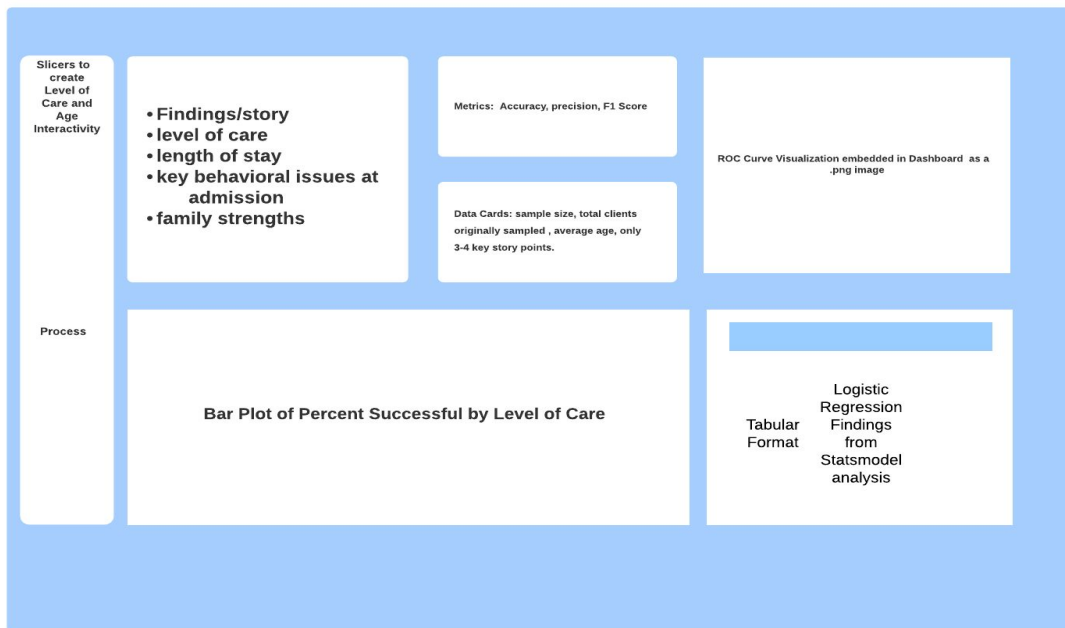 Slicers to
create
Level of
Care and
Age
Interactivity
Process
•Findings/story
•level of care
•length of stay
•key behavioral issues at
admission
•family strengths
Metrics: Accuracy, precision, F1 Score
Data Cards: sample size, total clients
originally sampled , average age, only
3-4 key story points.
ROC Curve Visualization embedded in Dashboard as a
.png image
Bar Plot of Percent Successful by Level of Care
Tabular
Format
Logistic
Regression
Findings
from
Statsmodel
analysis